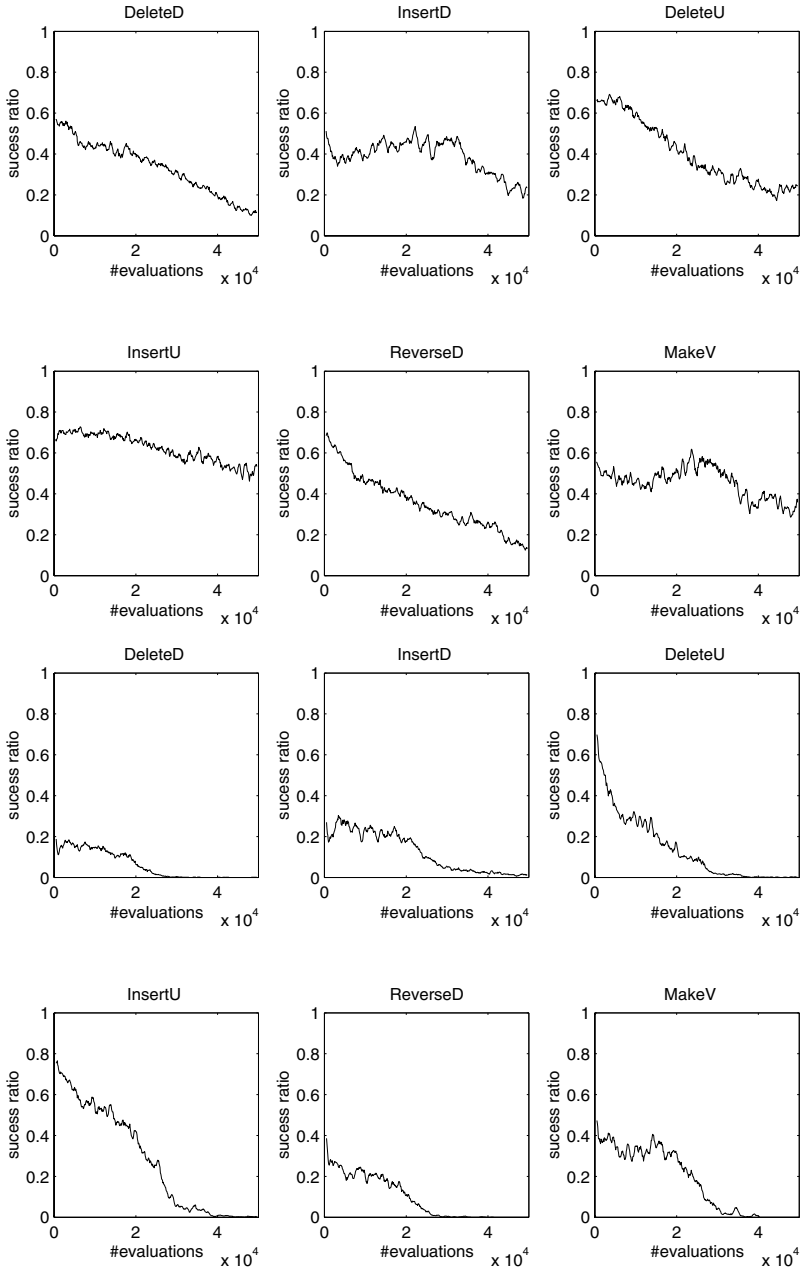 DeleteD
InsertD
DeleteU
1
0.8
0.6
0.4
0.2
0
sucess ratio
0 2 4
#evaluations
x 10^4
1
0.8
0.6
0.4
0.2
0
sucess ratio
0 2 4
#evaluations
x 10^4
1
0.8
0.6
0.4
0.2
0
sucess ratio
0 2 4
#evaluations
x 10^4
InsertU
ReverseD
MakeV
1
0.8
0.6
0.4
0.2
0
sucess ratio
0 2 4
#evaluations
x 10^4
1
0.8
0.6
0.4
0.2
0
sucess ratio
0 2 4
#evaluations
x 10^4
1
0.8
0.6
0.4
0.2
0
sucess ratio
0 2 4
#evaluations
x 10^4
DeleteD
InsertD
DeleteU
1
0.8
0.6
0.4
0.2
0
sucess ratio
0 2 4
#evaluations
x 10^4
1
0.8
0.6
0.4
0.2
0
sucess ratio
0 2 4
#evaluations
x 10^4
1
0.8
0.6
0.4
0.2
0
sucess ratio
0 2 4
#evaluations
x 10^4
InsertU
ReverseD
MakeV
1
0.8
0.6
0.4
0.2
0
sucess ratio
0 2 4
#evaluations
x 10^4
1
0.8
0.6
0.4
0.2
0
sucess ratio
0 2 4
#evaluations
x 10^4
1
0.8
0.6
0.4
0.2
0
sucess ratio
0 2 4
#evaluations
x 10^4